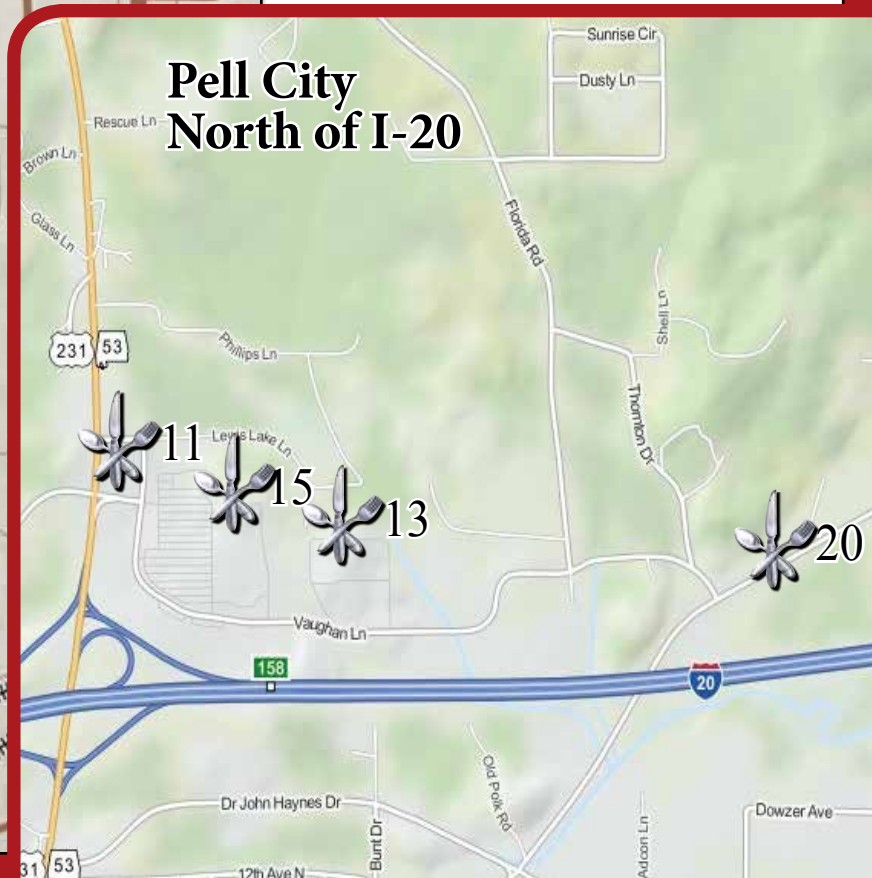 Pell City
North of I-20
Sunrise Cir
Dusty Ln
Rescue Ln
Brown Ln
Glass Ln
Florida Rd
Shell Ln
231
53
Phillips Ln
Thornton Dr
11
Lewis Lake Ln
15
13
20
Vaughan Ln
158
20
Old Polk Rd
Dr John Haynes Dr
Bunt Dr
Adcon Ln
Dowzer Ave
31
53
12th Ave N